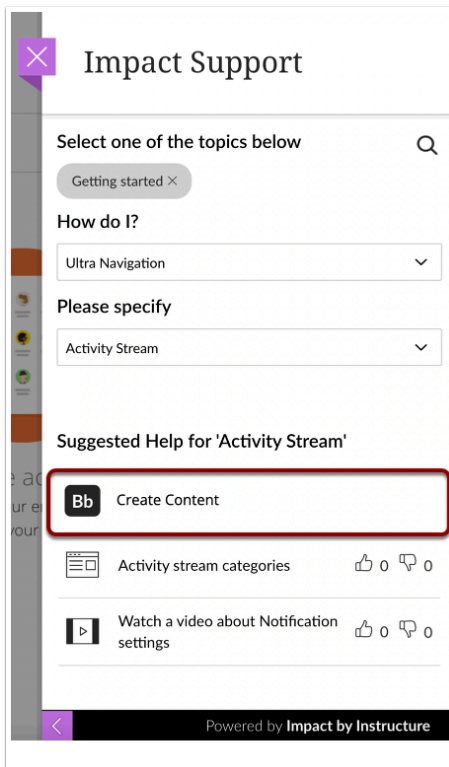 Impact Support
Select one of the topics below
Getting started ×
How do I?
Ultra Navigation
Please specify
Activity Stream
Suggested Help for 'Activity Stream'
Bb Create Content
Activity stream categories 0 0
Watch a video about Notification
settings 0 0
Powered by Impact by Instructure